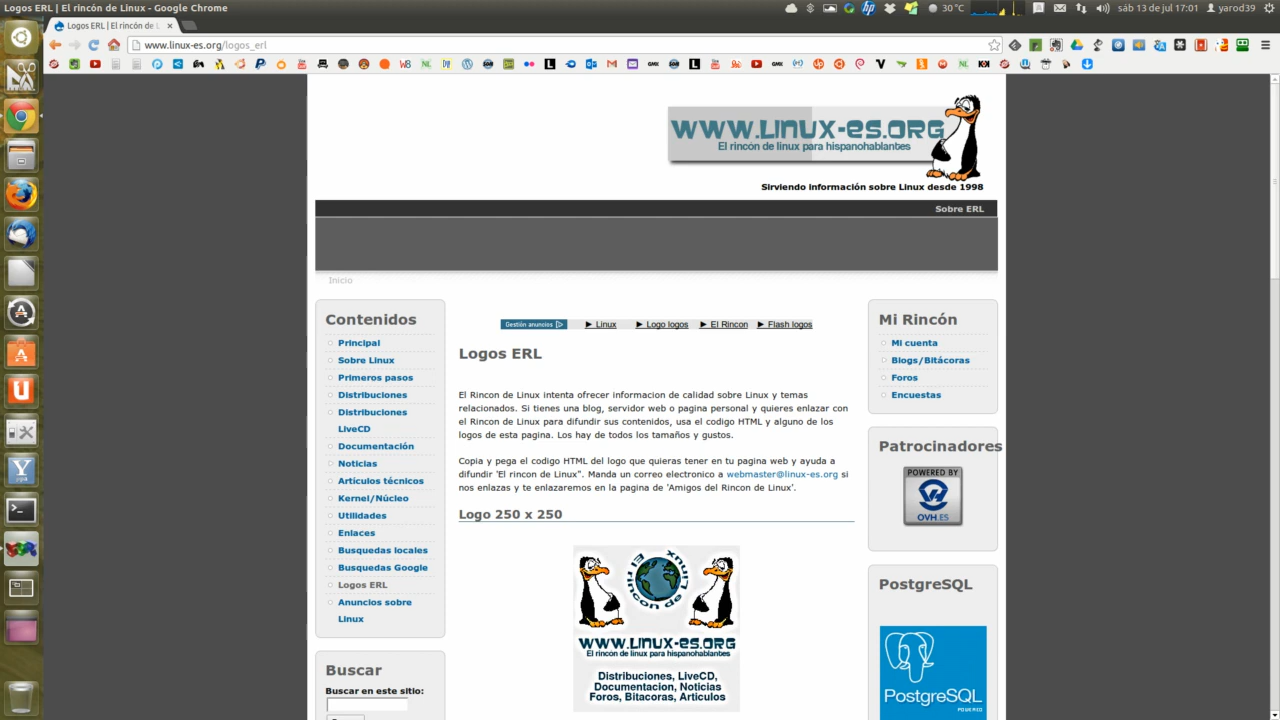 Logos ERL | El rincón de Linux - Google Chrome
30 °C
sáb 13 de jul 17:01
yarod39
Logos ERL | El rincón de L
www.linux-es.org/logos_erl
WWW.LINUX-ES.ORG
El rincón de linux para hispanohablantes
Sirviendo información sobre Linux desde 1998
Sobre ERL
Inicio
Contenidos
Principal
Sobre Linux
Primeros pasos
Distribuciones
Distribuciones
LiveCD
Documentación
Noticias
Artículos técnicos
Kernel/Núcleo
Utilidades
Enlaces
Busquedas locales
Busquedas Google
Logos ERL
Anuncios sobre
Linux
Buscar
Buscar en este sitio:
Gestión anuncios
► Linux
► Logo logos
► El Rincon
► Flash logos
Logos ERL
El Rincon de Linux intenta ofrecer informacion de calidad sobre Linux y temas
relacionados. Si tienes una blog, servidor web o pagina personal y quieres enlazar con
el Rincon de Linux para difundir sus contenidos, usa el codigo HTML y alguno de los
logos de esta pagina. Los hay de todos los tamaños y gustos.
Copia y pega el codigo HTML del logo que quieras tener en tu pagina web y ayuda a
difundir 'El rincon de Linux". Manda un correo electronico a webmaster@linux-es.org si
nos enlazas y te enlazaremos en la pagina de 'Amigos del Rincon de Linux'.
Logo 250 x 250
El rincon de Linux
WWW.LINUX-ES.ORG
El rincon de linux para hispanohablantes
Distribuciones, LiveCD,
Documentacion, Noticias
Foros, Bitacoras, Articulos
Mi Rincón
Mi cuenta
Blogs/Bitácoras
Foros
Encuestas
Patrocinadores
POWERED BY
OVH.ES
PostgreSQL
PostgreSQL
POWERED